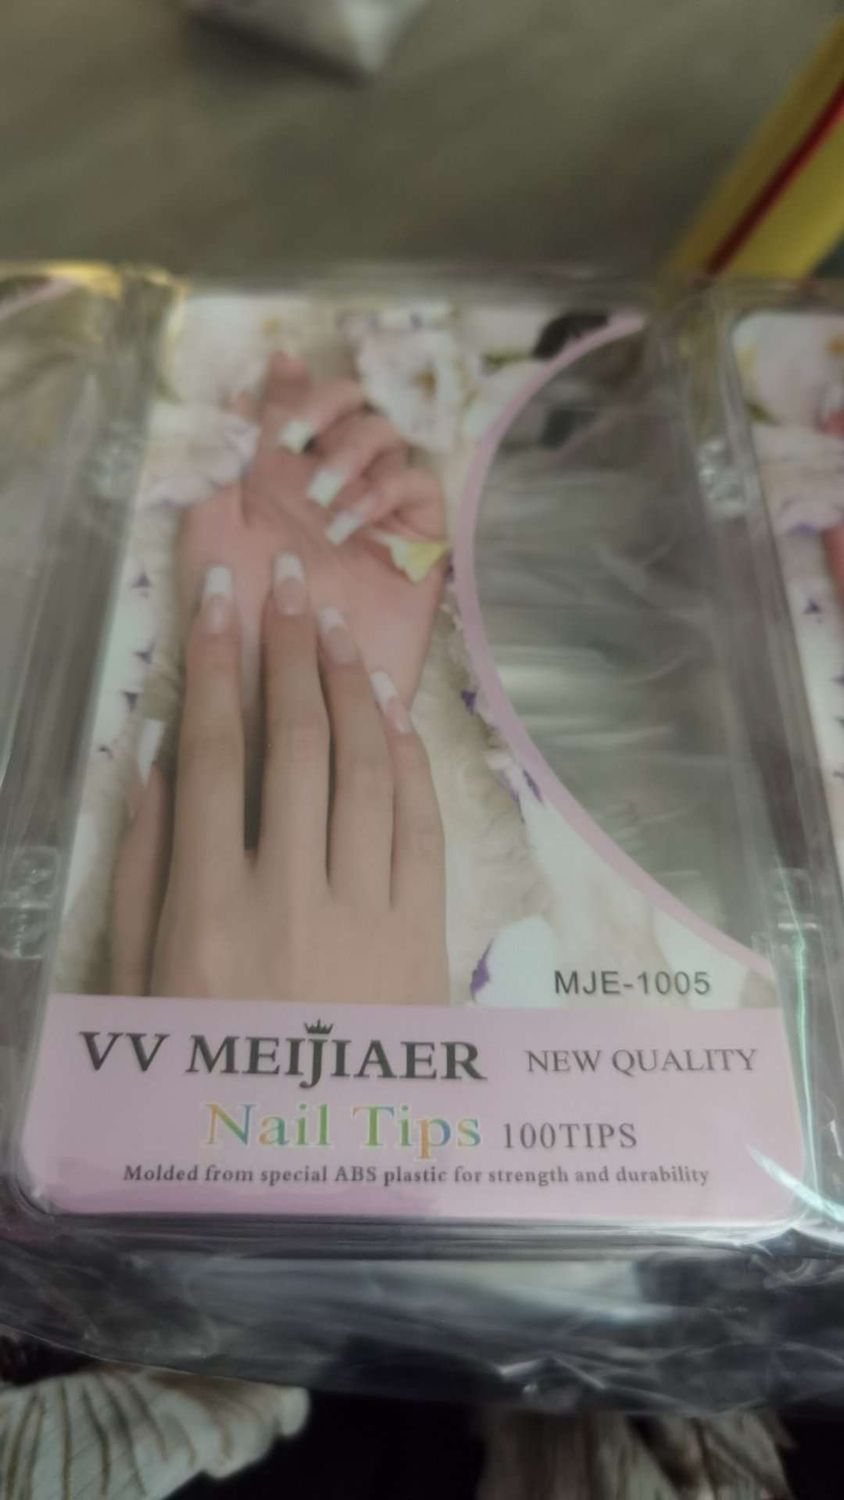 MJE-1005
VV MEIJIAER NEW QUALITY
Nail Tips 100TIPS
Molded from special ABS plastic for strength and durability